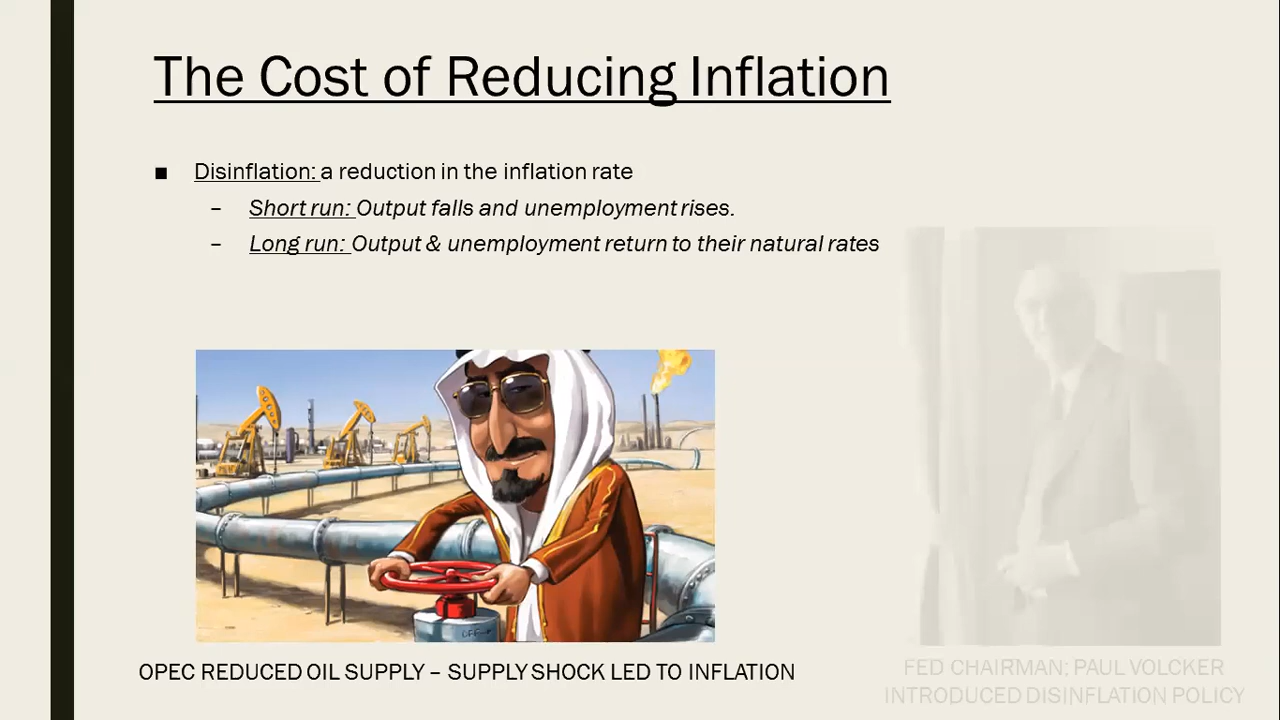 The Cost of Reducing Inflation
■ Disinflation: a reduction in the inflation rate
– Short run: Output falls and unemployment rises.
– Long run: Output & unemployment return to their natural rates
OPEC REDUCED OIL SUPPLY – SUPPLY SHOCK LED TO INFLATION
FED CHAIRMAN: PAUL VOLCKER
INTRODUCED DISINFLATION POLICY